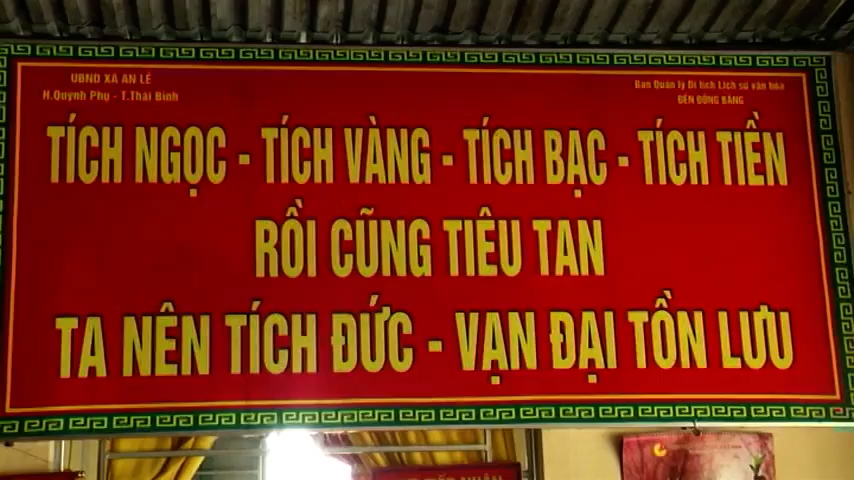 UBND XÃ AN LỄ
H.Quỳnh Phụ - T.Thái Bình
Ban Quản lý Di tích Lịch sử văn hóa
ĐỀN ĐỒNG BẰNG
TÍCH NGỌC - TÍCH VÀNG - TÍCH BẠC - TÍCH TIỀN
RỒI CŨNG TIÊU TAN
TA NÊN TÍCH ĐỨC - VẠN ĐẠI TỒN LƯU